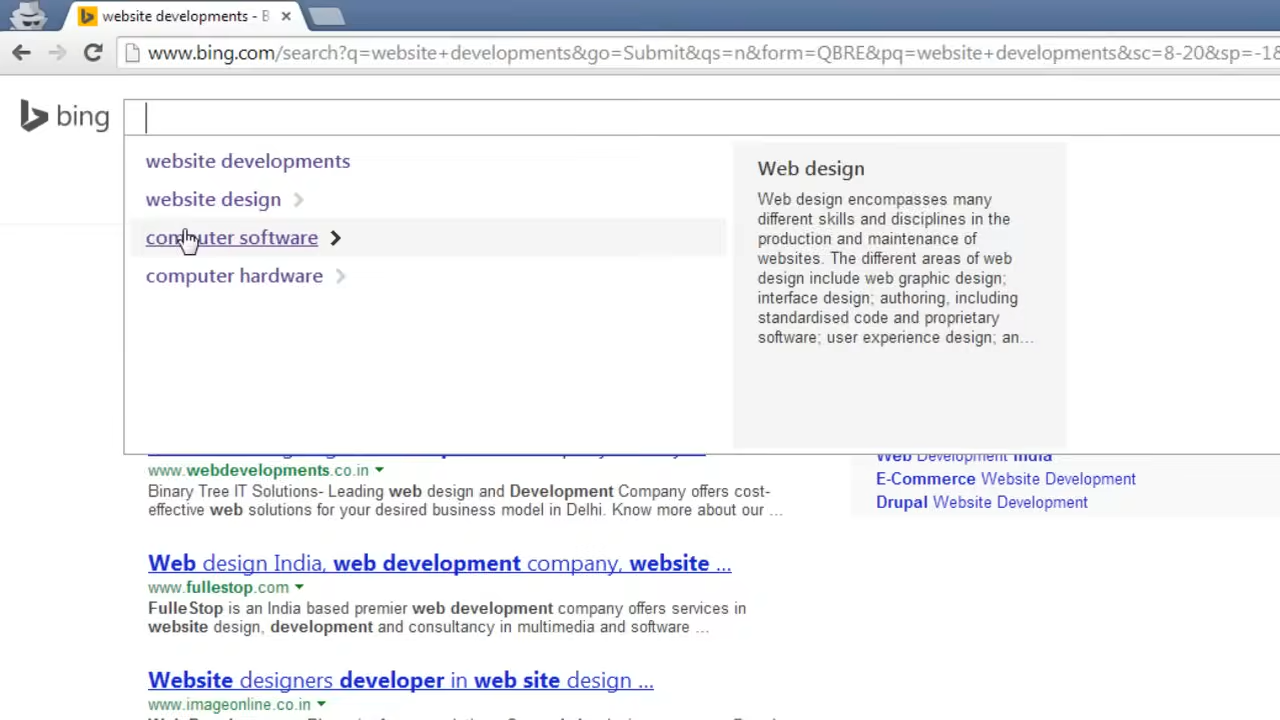 website developments - B
www.bing.com/search?q=website+developments&go=Submit&qs=n&form=QBRE&pq=website+developments&sc=8-20&sp=-18
bing
website developments
website design
computer software
computer hardware
Web design
Web design encompasses many
different skills and disciplines in the
production and maintenance of
websites. The different areas of web
design include web graphic design;
interface design; authoring, including
standardised code and proprietary
software; user experience design; an...
www.webdevelopments.co.in
Binary Tree IT Solutions- Leading web design and Development Company offers cost-
effective web solutions for your desired business model in Delhi. Know more about our ...
Web design India, web development company, website ...
www.fullestop.com
FulleStop is an India based premier web development company offers services in
website design, development and consultancy in multimedia and software ...
Website designers developer in web site design ...
www.imageonline.co.in
Web Development India
E-Commerce Website Development
Drupal Website Development